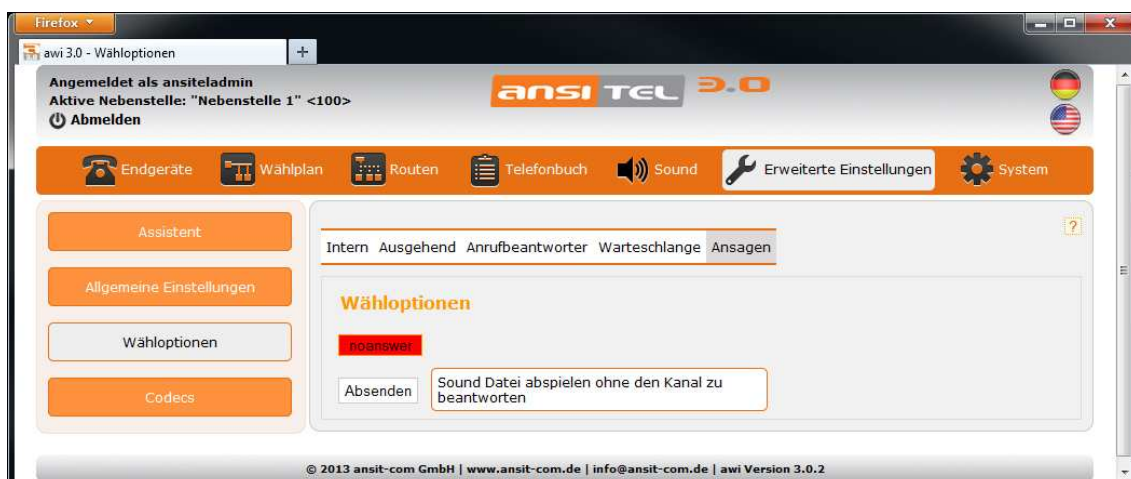 Firefox
awi 3.0 - Wähloptionen
Angemeldet als ansiteladmin
Aktive Nebenstelle: "Nebenstelle 1" <100>
Abmelden
ansi TEL 3.0
Endgeräte Wählplan Routen Telefonbuch Sound Erweiterte Einstellungen System
Assistent
Allgemeine Einstellungen
Wähloptionen
Codecs
Intern Ausgehend Anrufbeantworter Warteschlange Ansagen
?
Wähloptionen
noanswer
Absenden
Sound Datei abspielen ohne den Kanal zu
beantworten
© 2013 ansit-com GmbH | www.ansit-com.de | info@ansit-com.de | awi Version 3.0.2